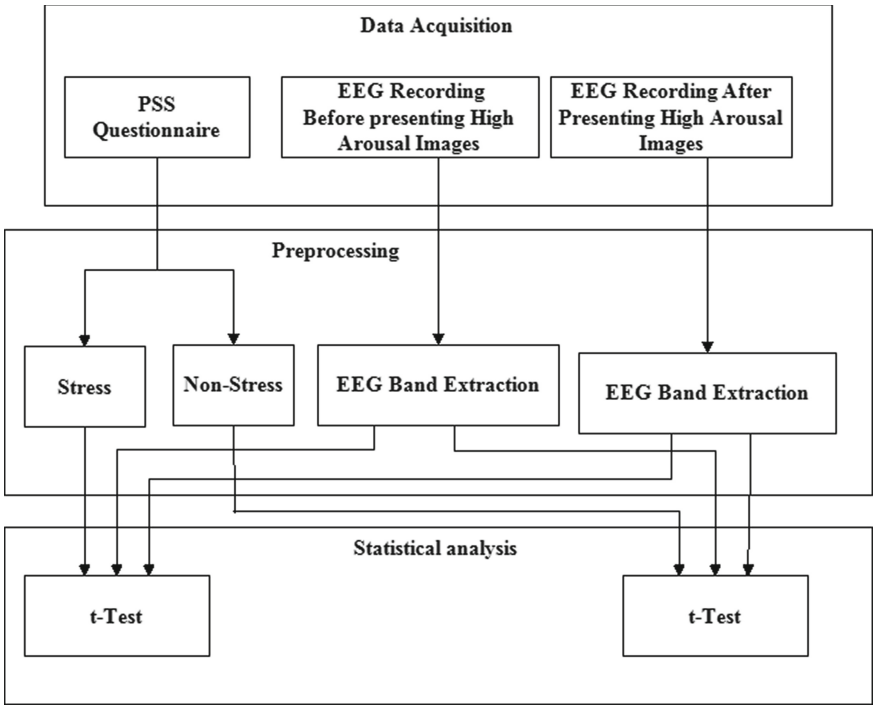 Data Acquisition
PSS
Questionnaire
EEG Recording
Before presenting High
Arousal Images
EEG Recording After
Presenting High Arousal
Images
Preprocessing
Stress
Non-Stress
EEG Band Extraction
EEG Band Extraction
Statistical analysis
t-Test
t-Test